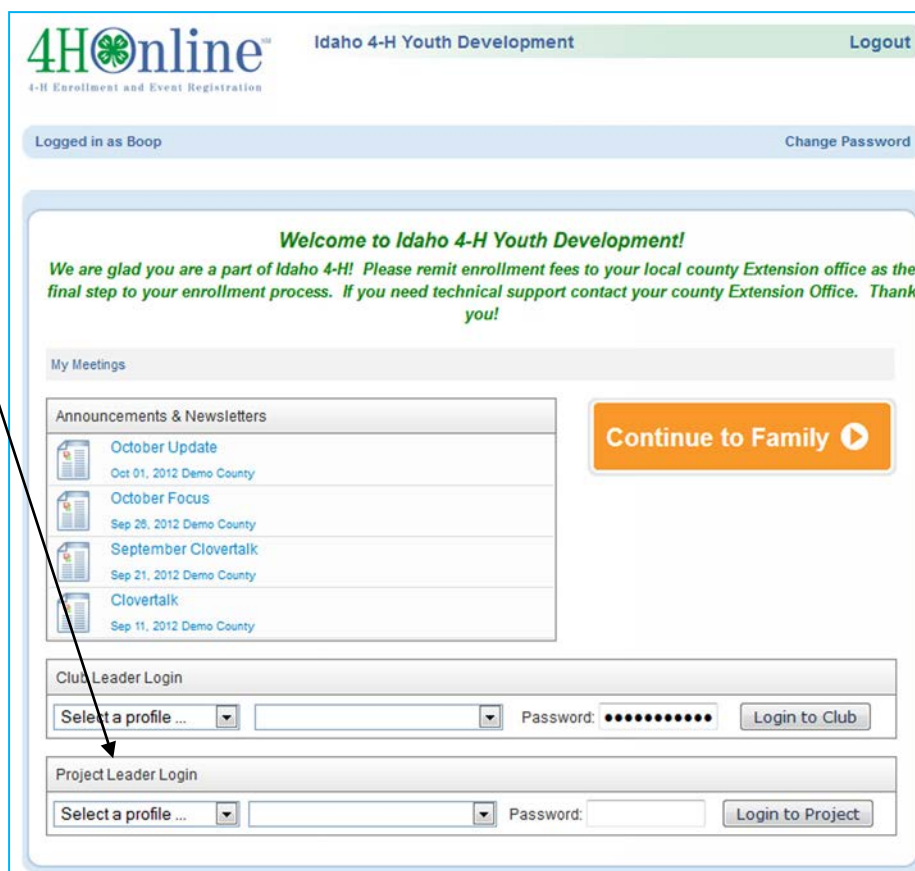 4HOnline
4-H Enrollment and Event Registration
Idaho 4-H Youth Development
Logout
Logged in as Boop
Change Password
Welcome to Idaho 4-H Youth Development!
We are glad you are a part of Idaho 4-H! Please remit enrollment fees to your local county Extension office as the
final step to your enrollment process. If you need technical support contact your county Extension Office. Thank
you!
My Meetings
Announcements & Newsletters
October Update
Oct 01, 2012 Demo County
October Focus
Sep 28, 2012 Demo County
September Clovertalk
Sep 21, 2012 Demo County
Clovertalk
Sep 11, 2012 Demo County
Continue to Family
Club Leader Login
Select a profile ... Password: ●●●●●●●●●●● Login to Club
Project Leader Login
Select a profile ... Password: Login to Project